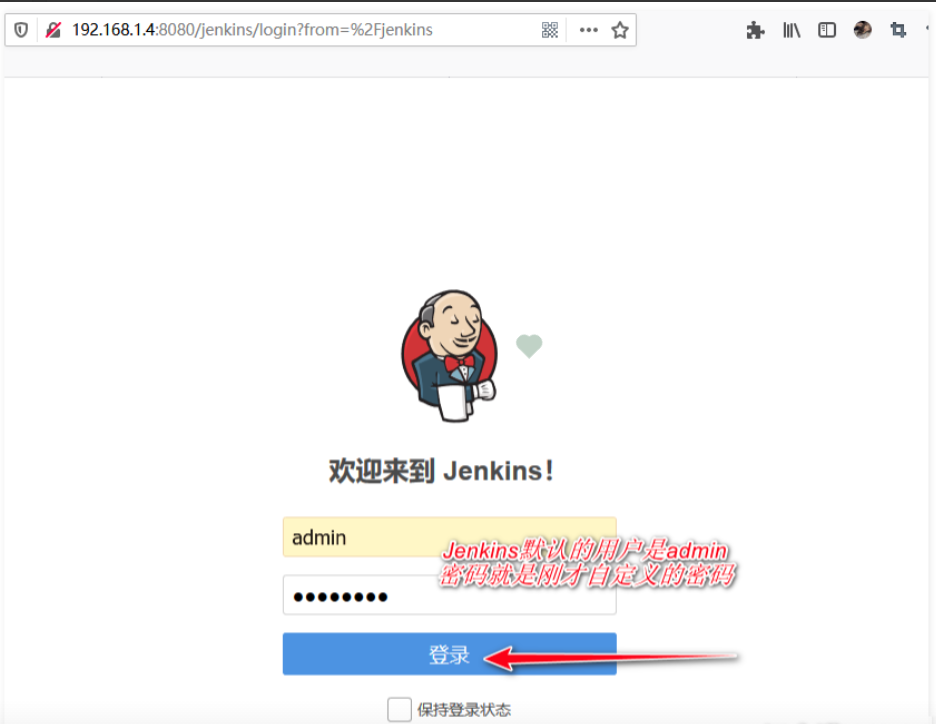 192.168.1.4:8080/jenkins/login?from=%2Fjenkins
欢迎来到 Jenkins!
admin
Jenkins默认的用户是admin
密码就是刚才自定义的密码
登录
保持登录状态